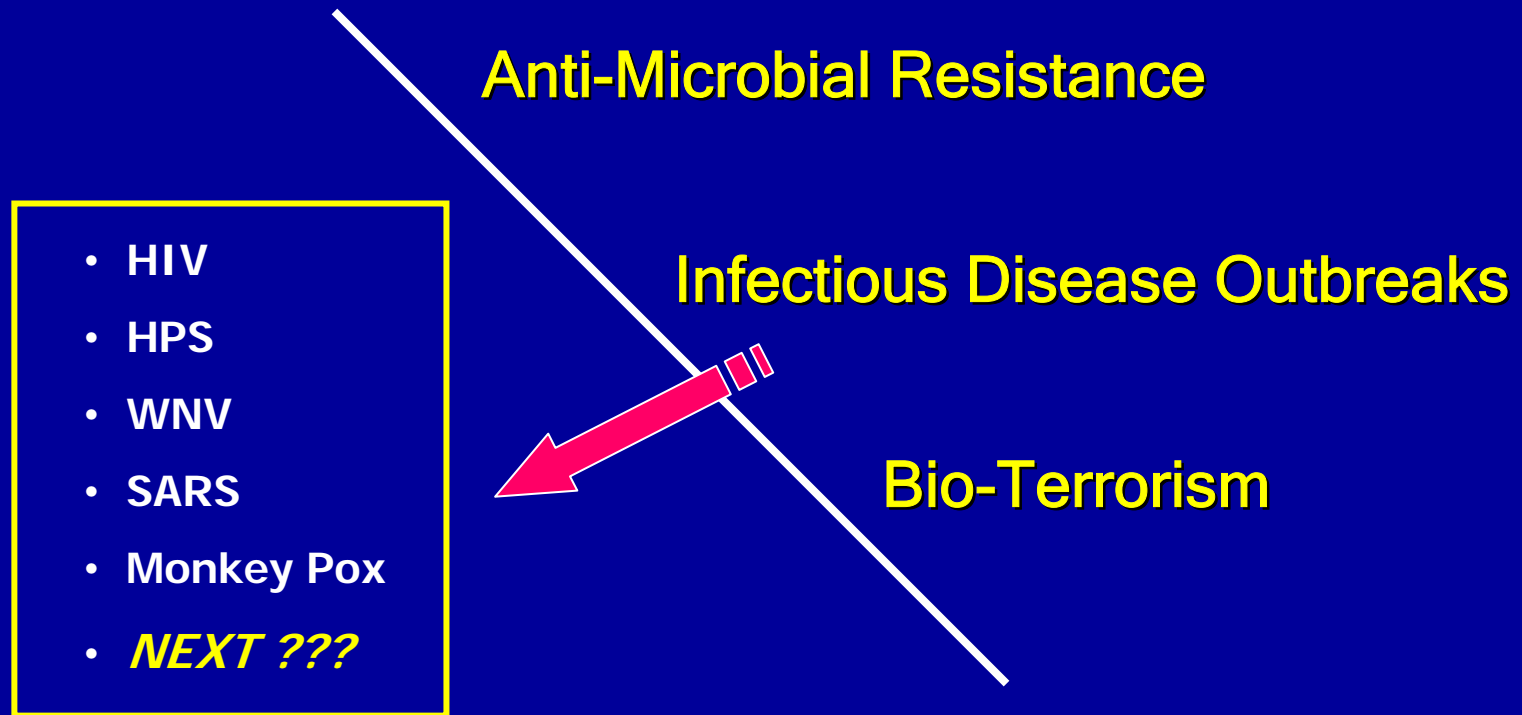 Anti-Microbial Resistance
Infectious Disease Outbreaks
Bio-Terrorism
• HIV
• HPS
• WNV
• SARS
• Monkey Pox
• NEXT ???